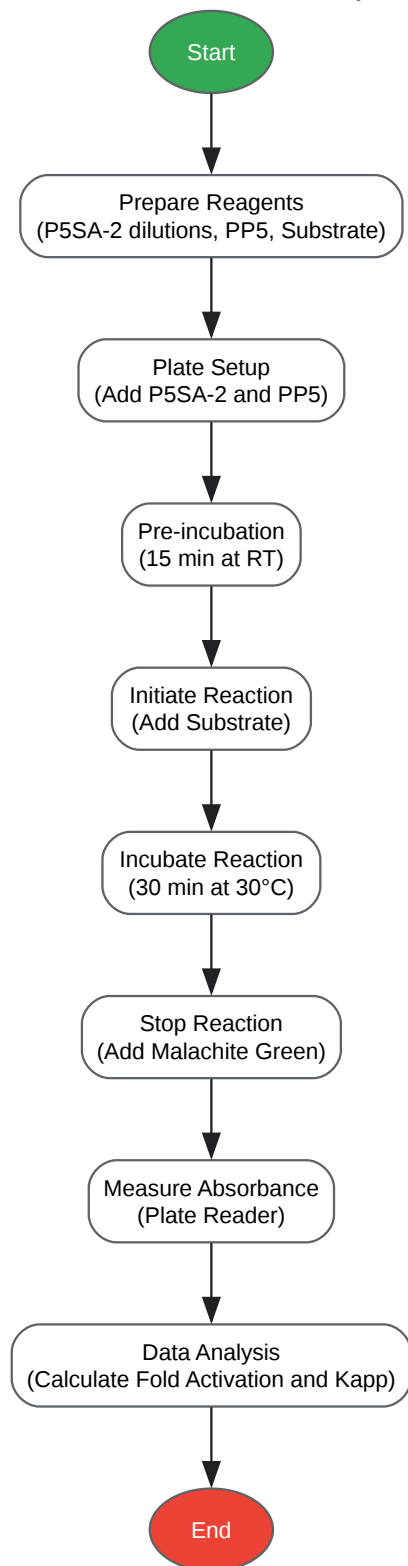 Start
Prepare Reagents
(P5SA-2 dilutions, PP5, Substrate)
Plate Setup
(Add P5SA-2 and PP5)
Pre-incubation
(15 min at RT)
Initiate Reaction
(Add Substrate)
Incubate Reaction
(30 min at 30°C)
Stop Reaction
(Add Malachite Green)
Measure Absorbance
(Plate Reader)
Data Analysis
(Calculate Fold Activation and Kapp)
End